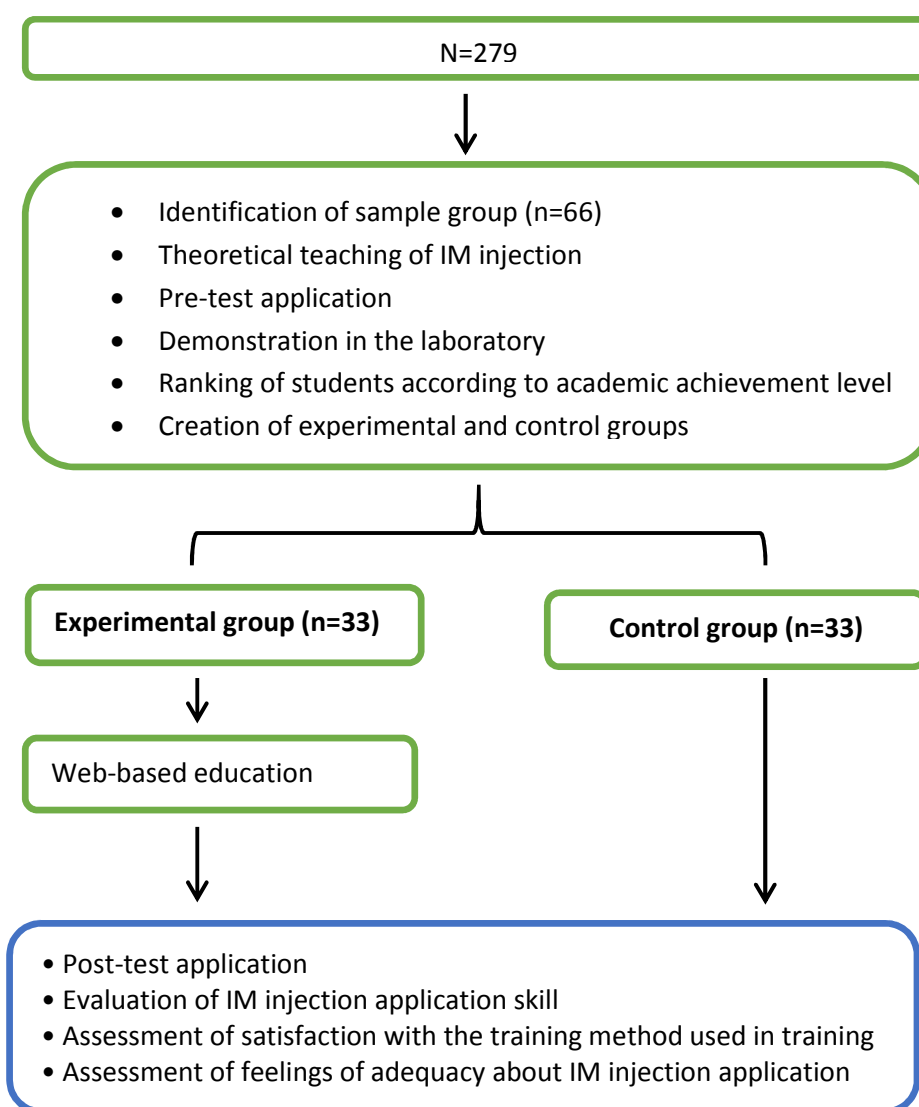 N=279
• Identification of sample group (n=66)
• Theoretical teaching of IM injection
• Pre-test application
• Demonstration in the laboratory
• Ranking of students according to academic achievement level
• Creation of experimental and control groups
Experimental group (n=33)
Control group (n=33)
Web-based education
• Post-test application
• Evaluation of IM injection application skill
• Assessment of satisfaction with the training method used in training
• Assessment of feelings of adequacy about IM injection application